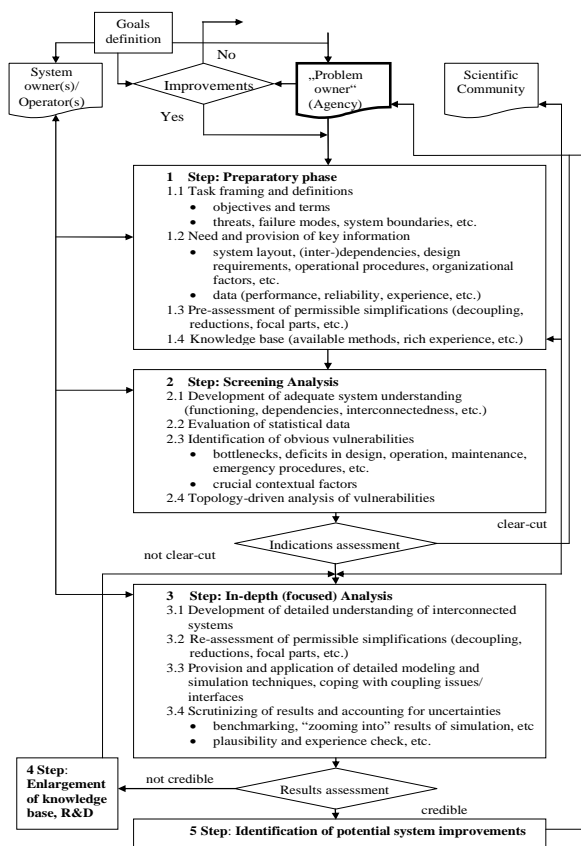 Goals
definition
No
System
owner(s)/
Operator(s)
Improvements
„Problem
owner“
(Agency)
Scientific
Community
Yes
1 Step: Preparatory phase
1.1 Task framing and definitions
• objectives and terms
• threats, failure modes, system boundaries, etc.
1.2 Need and provision of key information
• system layout, (inter-)dependencies, design
requirements, operational procedures, organizational
factors, etc.
• data (performance, reliability, experience, etc.)
1.3 Pre-assessment of permissible simplifications (decoupling,
reductions, focal parts, etc.)
1.4 Knowledge base (available methods, rich experience, etc.)
2 Step: Screening Analysis
2.1 Development of adequate system understanding
(functioning, dependencies, interconnectedness, etc.)
2.2 Evaluation of statistical data
2.3 Identification of obvious vulnerabilities
• bottlenecks, deficits in design, operation, maintenance,
emergency procedures, etc.
• crucial contextual factors
2.4 Topology-driven analysis of vulnerabilities
clear-cut
Indications assessment
not clear-cut
3 Step: In-depth (focused) Analysis
3.1 Development of detailed understanding of interconnected
systems
3.2 Re-assessment of permissible simplifications (decoupling,
reductions, focal parts, etc.)
3.3 Provision and application of detailed modeling and
simulation techniques, coping with coupling issues/
interfaces
3.4 Scrutinizing of results and accounting for uncertainties
• benchmarking, “zooming into” results of simulation, etc
• plausibility and experience check, etc.
4 Step:
Enlargement
of knowledge
base, R&D
not credible
Results assessment
credible
5 Step: Identification of potential system improvements